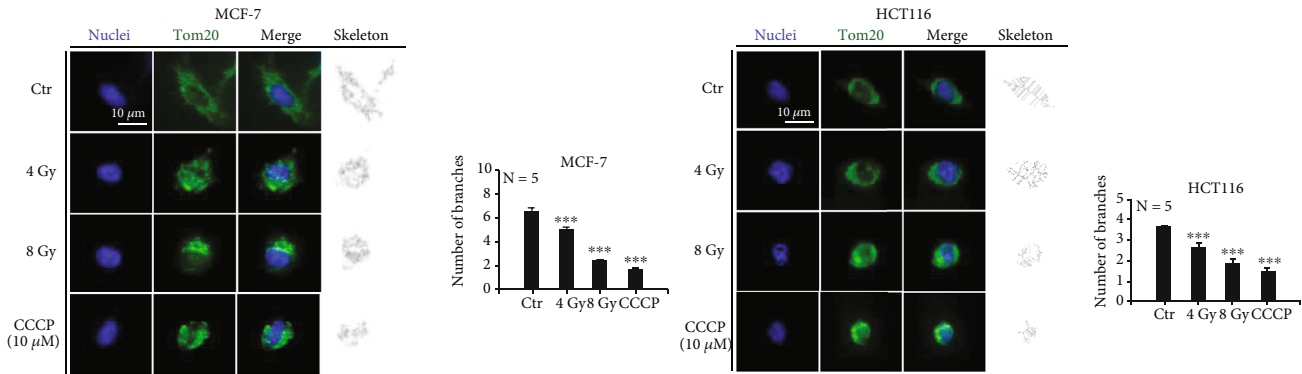 MCF-7
Nuclei Tom20 Merge Skeleton
Ctr
10 µm
4 Gy
8 Gy
CCCP
(10 µM)
MCF-7
N = 5
Number of branches
10
8
6
4
2
0
***
***
***
Ctr 4 Gy 8 Gy CCCP
HCT116
Nuclei Tom20 Merge Skeleton
Ctr
10 µm
4 Gy
8 Gy
CCCP
(10 µM)
HCT116
N = 5
Number of branches
5
4
3
2
1
0
***
***
***
Ctr 4 Gy 8 Gy CCCP